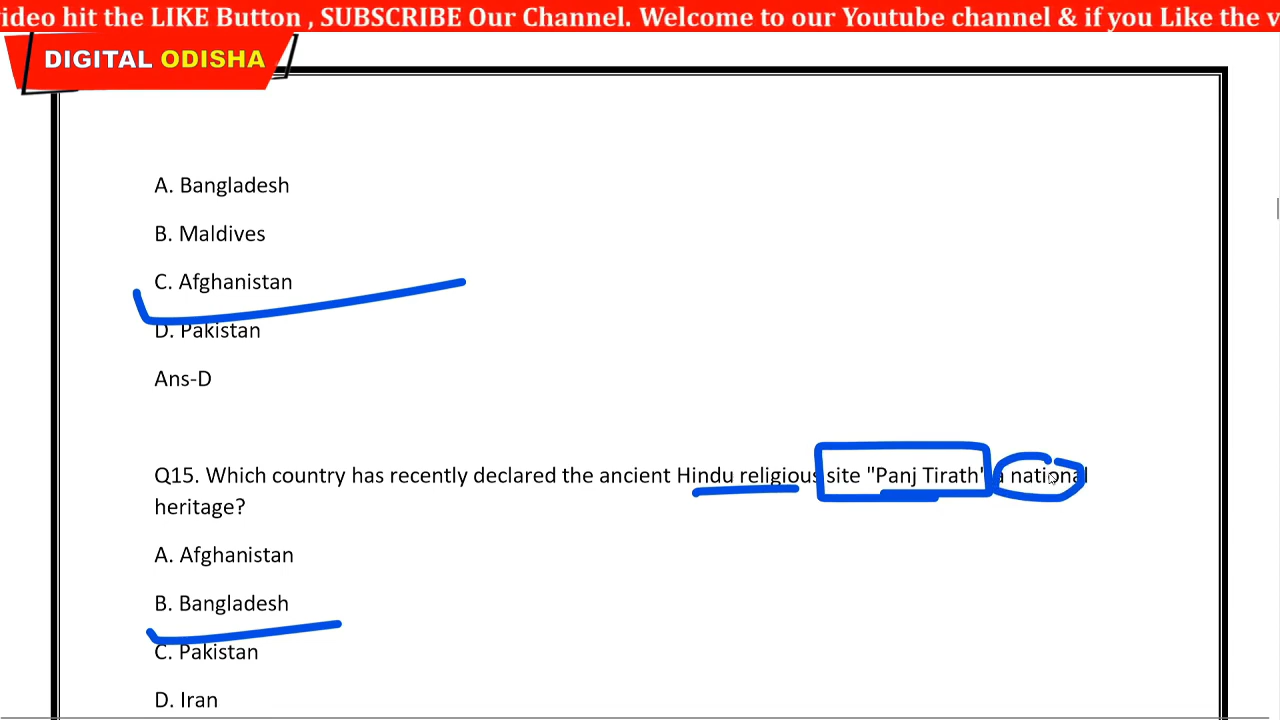 ideo hit the LIKE Button , SUBSCRIBE Our Channel. Welcome to our Youtube channel & if you Like the v
DIGITAL ODISHA
A. Bangladesh
B. Maldives
C. Afghanistan
D. Pakistan
Ans-D
Q15. Which country has recently declared the ancient Hindu religious site "Panj Tirath" a national
heritage?
A. Afghanistan
B. Bangladesh
C. Pakistan
D. Iran